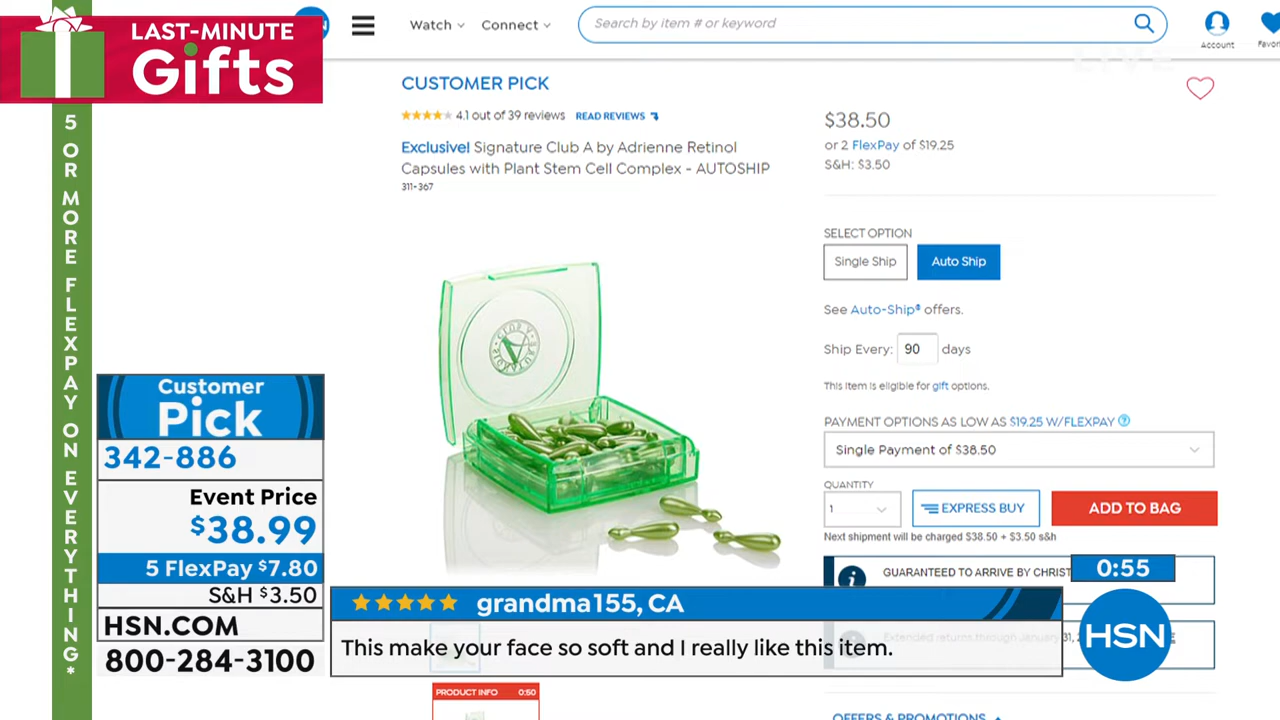 LAST-MINUTE
Gifts
5 OR MORE FLEXPAY ON EVERYTHING*
Watch
Connect
Search by item # or keyword
Account
LIVE
CUSTOMER PICK
4.1 out of 39 reviews READ REVIEWS
Exclusive! Signature Club A by Adrienne Retinol
Capsules with Plant Stem Cell Complex - AUTOSHIP
311-367
$38.50
or 2 FlexPay of $19.25
S&H: $3.50
SELECT OPTION
Single Ship
Auto Ship
See Auto-Ship® offers.
Ship Every: 90 days
This item is eligible for gift options.
PAYMENT OPTIONS AS LOW AS $19.25 W/FLEXPAY ?
Single Payment of $38.50
QUANTITY
1
EXPRESS BUY
ADD TO BAG
Next shipment will be charged $38.50 + $3.50 s&h
GUARANTEED TO ARRIVE BY CHRIST
Extended returns through January 31, 2
Customer
Pick
342-886
Event Price
$38.99
5 FlexPay $7.80
S&H $3.50
HSN.COM
800-284-3100
0:55
HSN
grandma155, CA
This make your face so soft and I really like this item.
PRODUCT INFO 0:50
OFFERS & PROMOTIONS